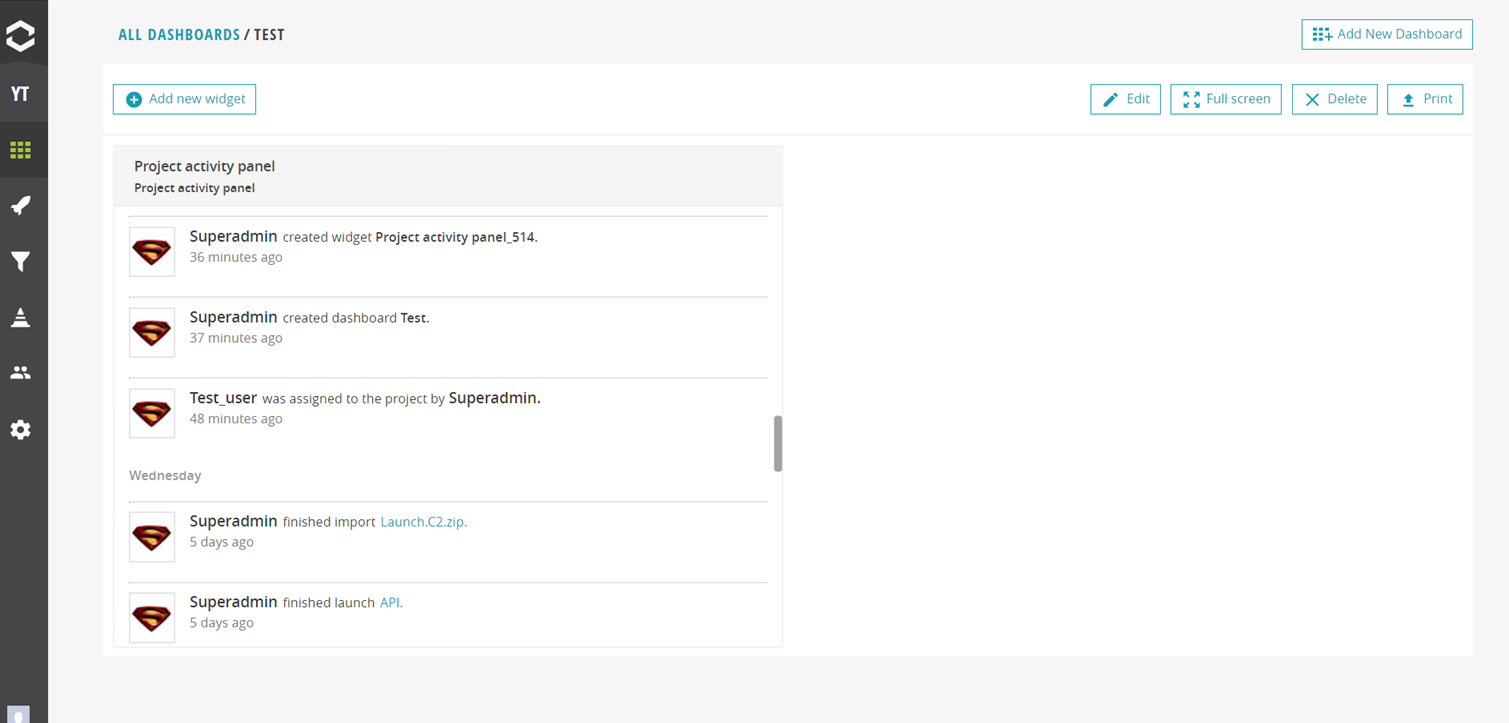 ALL DASHBOARDS / TEST
Add New Dashboard
YT
Add new widget
Edit
Full screen
Delete
Print
Project activity panel
Project activity panel
Superadmin created widget Project activity panel_514.
36 minutes ago
Superadmin created dashboard Test.
37 minutes ago
Test_user was assigned to the project by Superadmin.
48 minutes ago
Wednesday
Superadmin finished import Launch.C2.zip.
5 days ago
Superadmin finished launch API.
5 days ago